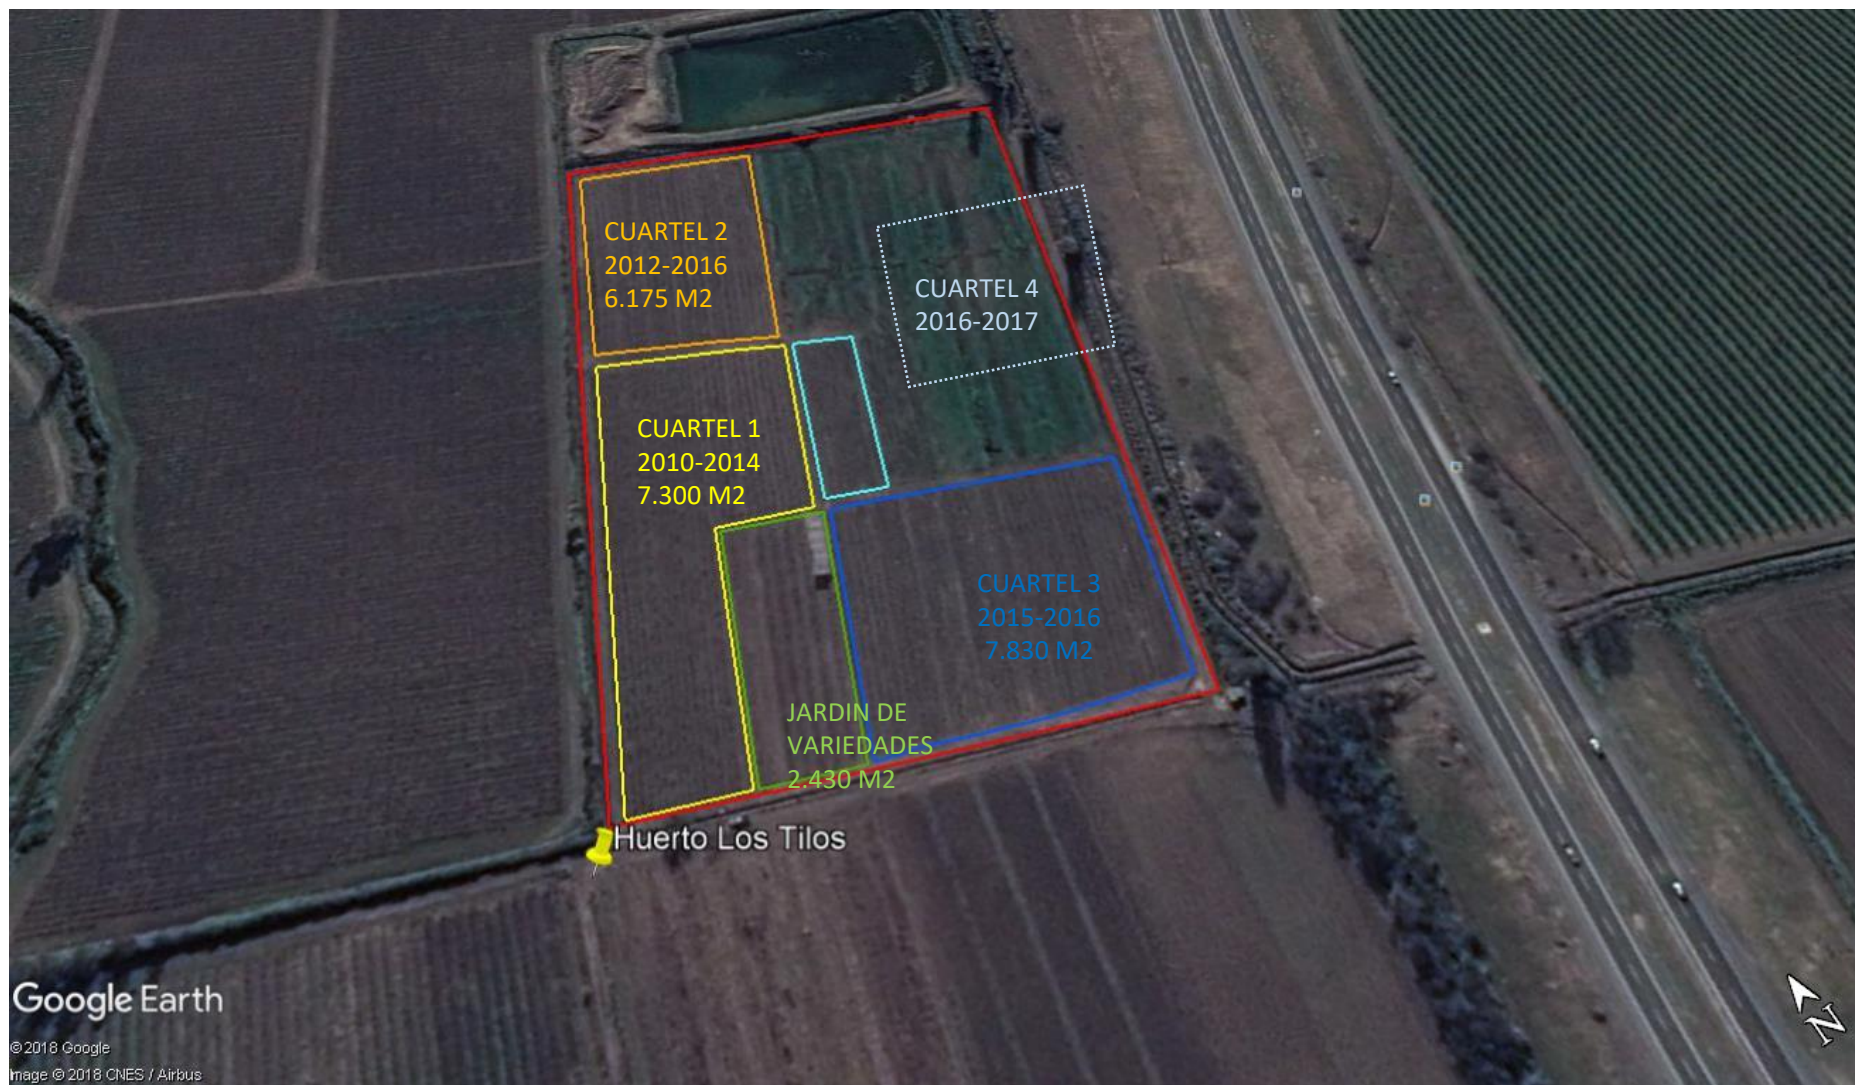 CUARTEL 2
2012-2016
6.175 M2
CUARTEL 4
2016-2017
CUARTEL 1
2010-2014
7.300 M2
CUARTEL 3
2015-2016
7.830 M2
JARDIN DE
VARIEDADES
2.430 M2
Huerto Los Tilos
Google Earth
© 2018 Google
Image © 2018 CNES / Airbus
N